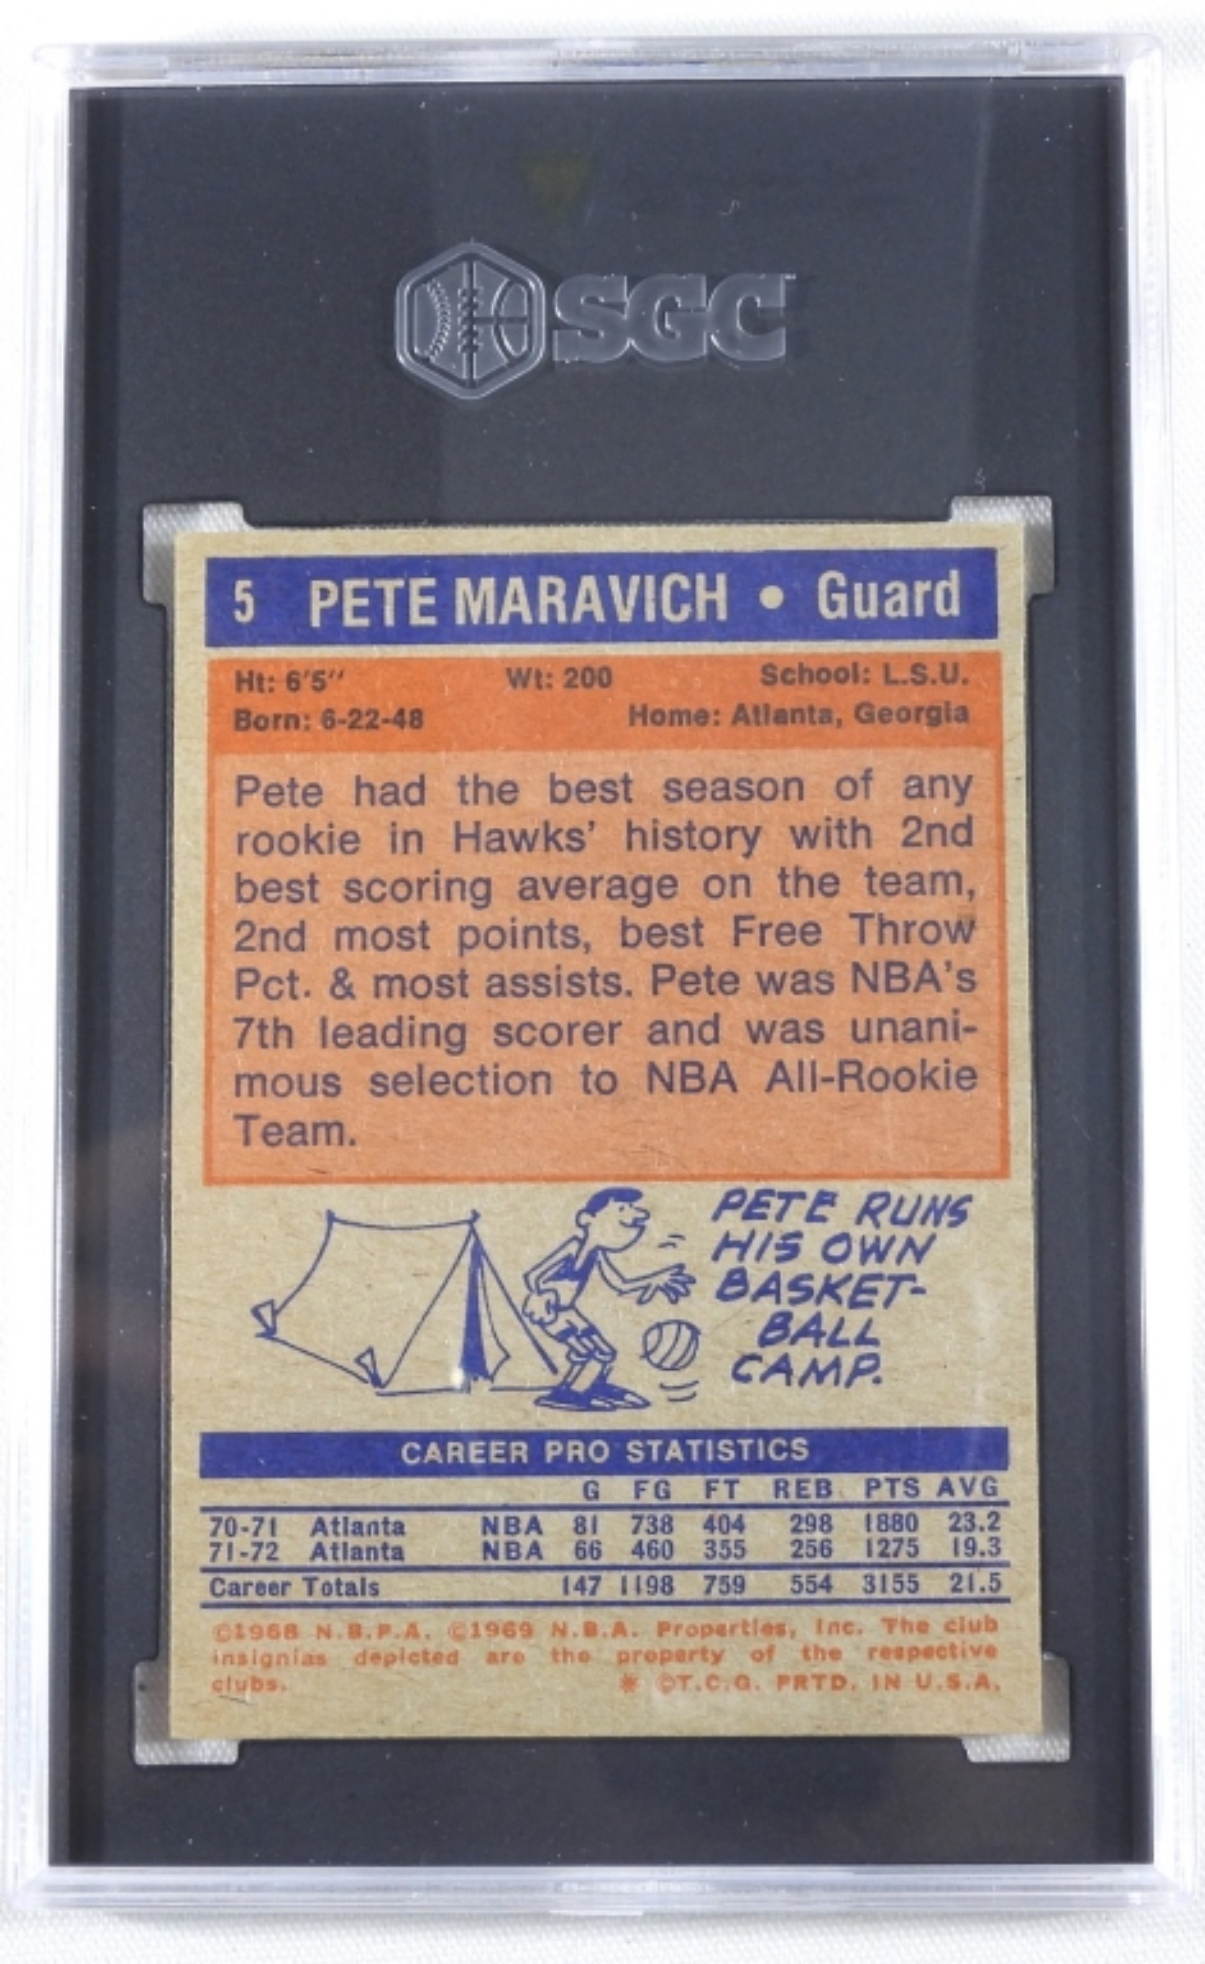 SGC
5 PETE MARAVICH • Guard
Ht: 6'5" Wt: 200 School: L.S.U.
Born: 6-22-48 Home: Atlanta, Georgia
Pete had the best season of any
rookie in Hawks' history with 2nd
best scoring average on the team,
2nd most points, best Free Throw
Pct. & most assists. Pete was NBA's
7th leading scorer and was unani-
mous selection to NBA All-Rookie
Team.
PETE RUNS
HIS OWN
BASKET-
BALL
CAMP.
CAREER PRO STATISTICS
G FG FT REB PTS AVG
70-71 Atlanta NBA 81 738 404 298 1880 23.2
71-72 Atlanta NBA 66 460 355 256 1275 19.3
Career Totals 147 1198 759 554 3155 21.5
©1968 N.B.P.A. ©1969 N.B.A. Properties, Inc. The club
insignias depicted are the property of the respective
clubs. * ©T.C.G. PRTD. IN U.S.A.